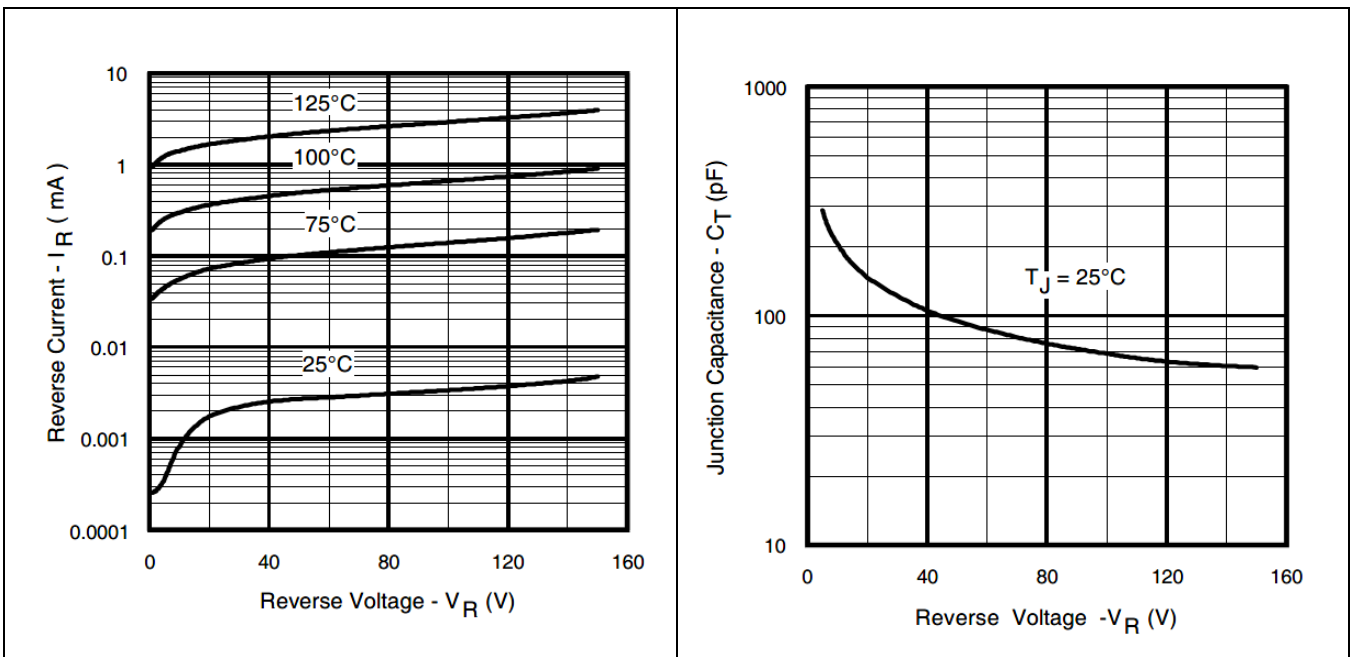 10
1
0.1
0.01
0.001
0.0001
125°C
100°C
75°C
25°C
0 40 80 120 160
Reverse Current - I R ( mA )
Reverse Voltage - V R (V)
1000
100
10
T J = 25°C
0 40 80 120 160
Junction Capacitance - C T (pF)
Reverse Voltage -V R (V)